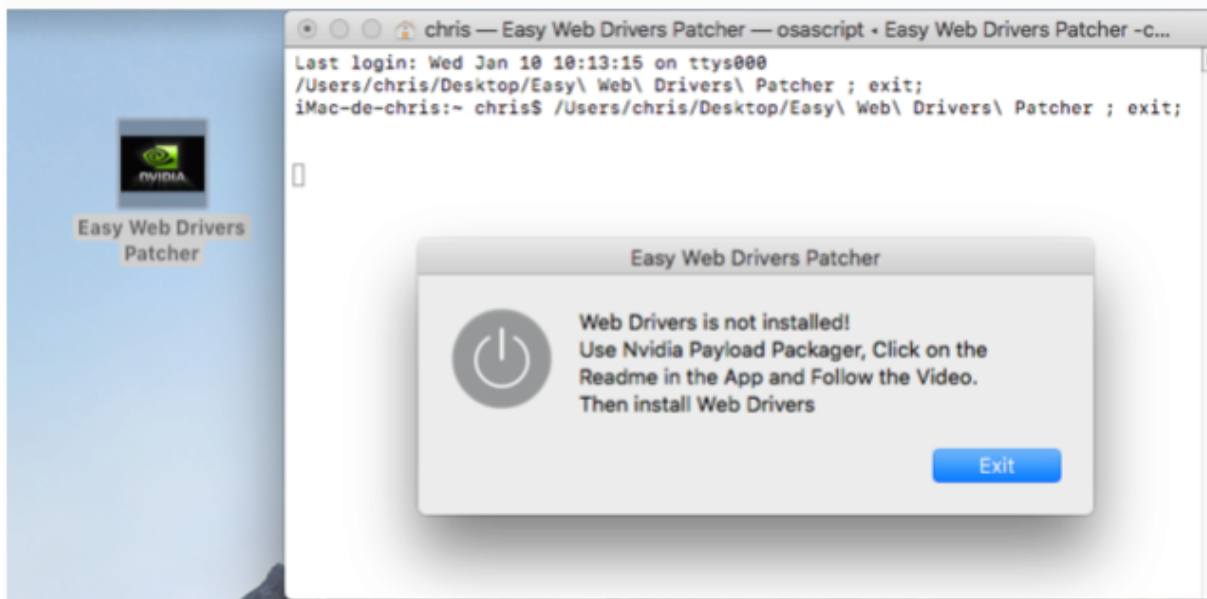 chris — Easy Web Drivers Patcher — osascript ◂ Easy Web Drivers Patcher -c...
Last login: Wed Jan 10 10:13:15 on ttys000
/Users/chris/Desktop/Easy\ Web\ Drivers\ Patcher ; exit;
iMac-de-chris:~ chris$ /Users/chris/Desktop/Easy\ Web\ Drivers\ Patcher ; exit;
NVIDIA
Easy Web Drivers
Patcher
Easy Web Drivers Patcher
Web Drivers is not installed!
Use Nvidia Payload Packager, Click on the
Readme in the App and Follow the Video.
Then install Web Drivers
Exit